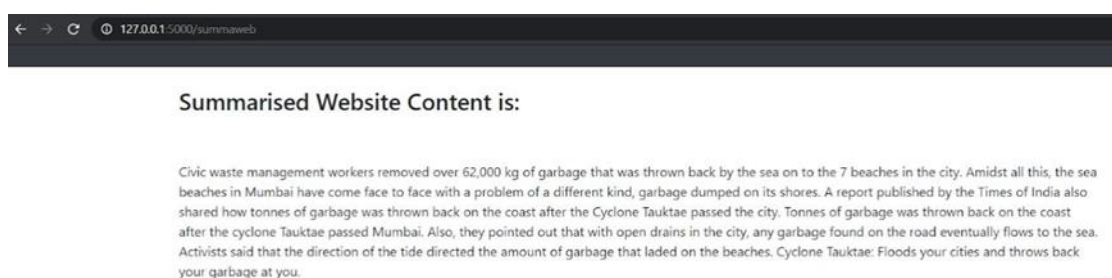 127.0.0.1:5000/summaweb
Summarised Website Content is:
Civic waste management workers removed over 62,000 kg of garbage that was thrown back by the sea on to the 7 beaches in the city. Amidst all this, the sea
beaches in Mumbai have come face to face with a problem of a different kind, garbage dumped on its shores. A report published by the Times of India also
shared how tonnes of garbage was thrown back on the coast after the Cyclone Tauktae passed the city. Tonnes of garbage was thrown back on the coast
after the cyclone Tauktae passed Mumbai. Also, they pointed out that with open drains in the city, any garbage found on the road eventually flows to the sea.
Activists said that the direction of the tide directed the amount of garbage that laded on the beaches. Cyclone Tauktae: Floods your cities and throws back
your garbage at you.